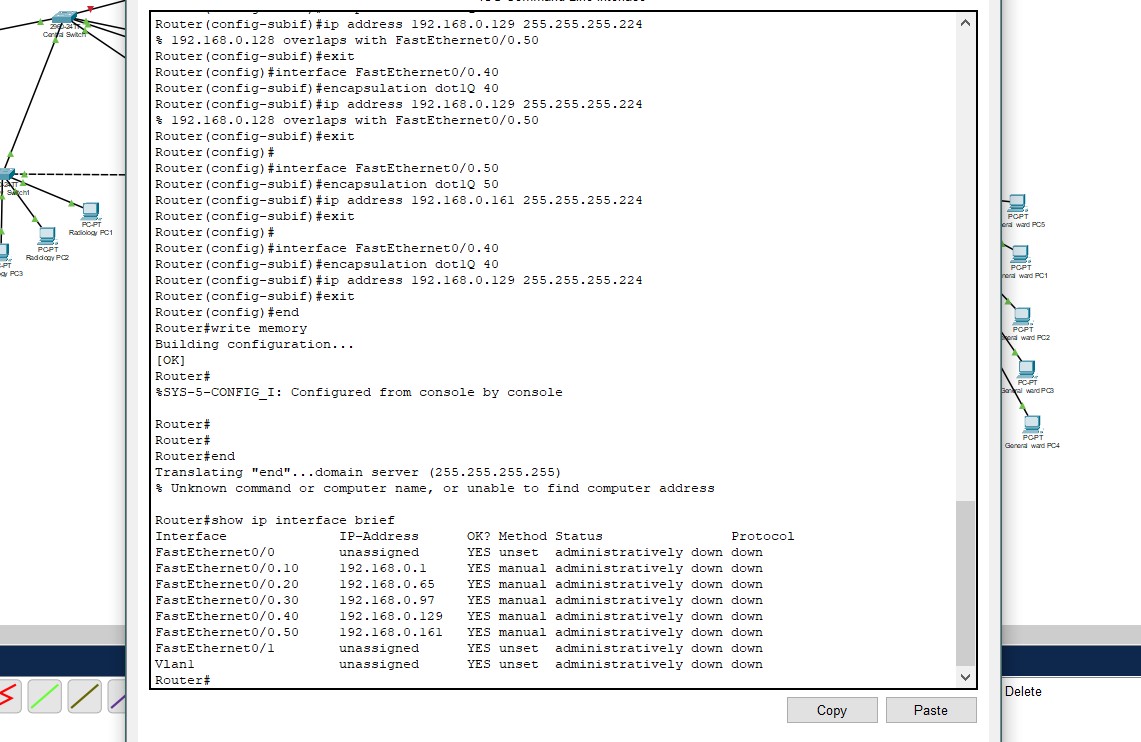 Router(config-subif)#ip address 192.168.0.129 255.255.255.224
% 192.168.0.128 overlaps with FastEthernet0/0.50
Router(config-subif)#exit
Router(config)#interface FastEthernet0/0.40
Router(config-subif)#encapsulation dot1Q 40
Router(config-subif)#ip address 192.168.0.129 255.255.255.224
% 192.168.0.128 overlaps with FastEthernet0/0.50
Router(config-subif)#exit
Router(config)#
Router(config)#interface FastEthernet0/0.50
Router(config-subif)#encapsulation dot1Q 50
Router(config-subif)#ip address 192.168.0.161 255.255.255.224
Router(config-subif)#exit
Router(config)#
Router(config)#interface FastEthernet0/0.40
Router(config-subif)#encapsulation dot1Q 40
Router(config-subif)#ip address 192.168.0.129 255.255.255.224
Router(config-subif)#exit
Router(config)#end
Router#write memory
Building configuration...
[OK]
Router#
%SYS-5-CONFIG_I: Configured from console by console
Router#
Router#
Router#end
Translating "end"...domain server (255.255.255.255)
% Unknown command or computer name, or unable to find computer address
Router#show ip interface brief
Interface IP-Address OK? Method Status Protocol
FastEthernet0/0 unassigned YES unset administratively down down
FastEthernet0/0.10 192.168.0.1 YES manual administratively down down
FastEthernet0/0.20 192.168.0.65 YES manual administratively down down
FastEthernet0/0.30 192.168.0.97 YES manual administratively down down
FastEthernet0/0.40 192.168.0.129 YES manual administratively down down
FastEthernet0/0.50 192.168.0.161 YES manual administratively down down
FastEthernet0/1 unassigned YES unset administratively down down
Vlan1 unassigned YES unset administratively down down
Router#
Copy
Paste
Delete
Central Switch
PC-PT
Radiology PC1
PC-PT
Radiology PC2
PC3
PC-PT
ward PC5
PC-PT
ward PC1
PC-PT
ward PC2
PC-PT
General ward PC3
PC-PT
General ward PC4